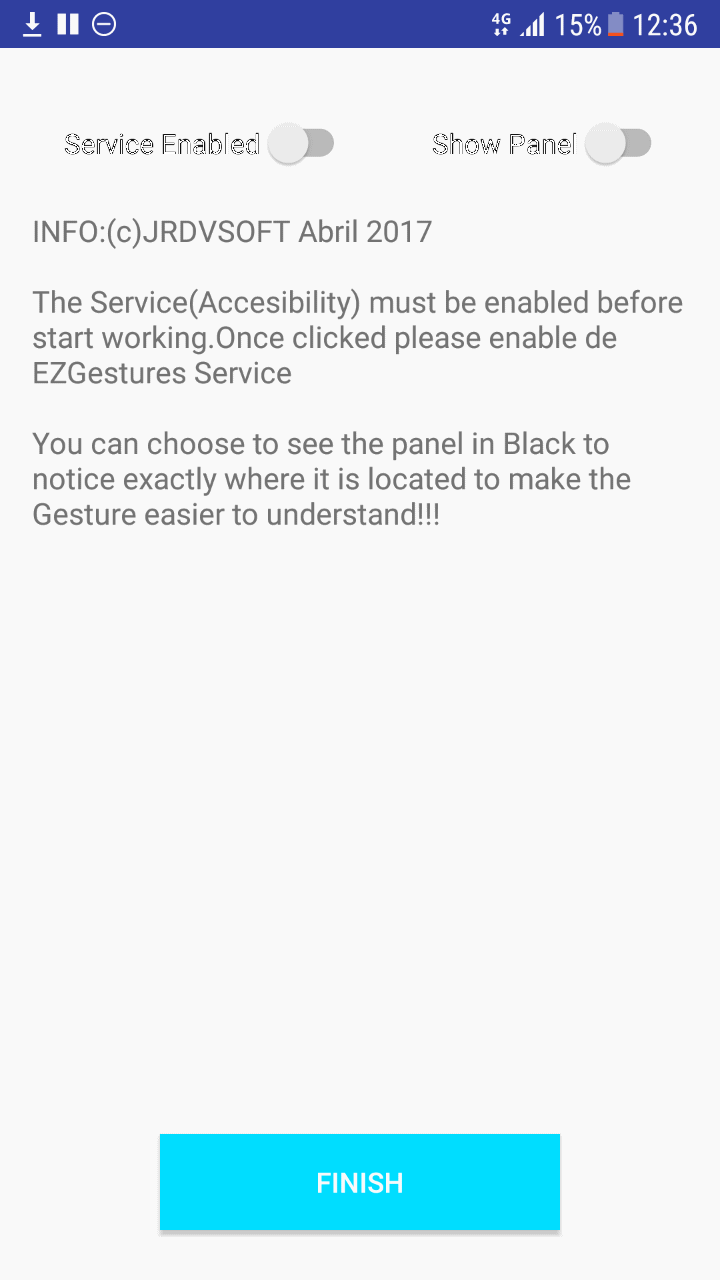 4G 15% 12:36
Service Enabled Show Panel
INFO:(c)JRDVSOFT Abril 2017
The Service(Accesibility) must be enabled before
start working.Once clicked please enable de
EZGestures Service
You can choose to see the panel in Black to
notice exactly where it is located to make the
Gesture easier to understand!!!
FINISH